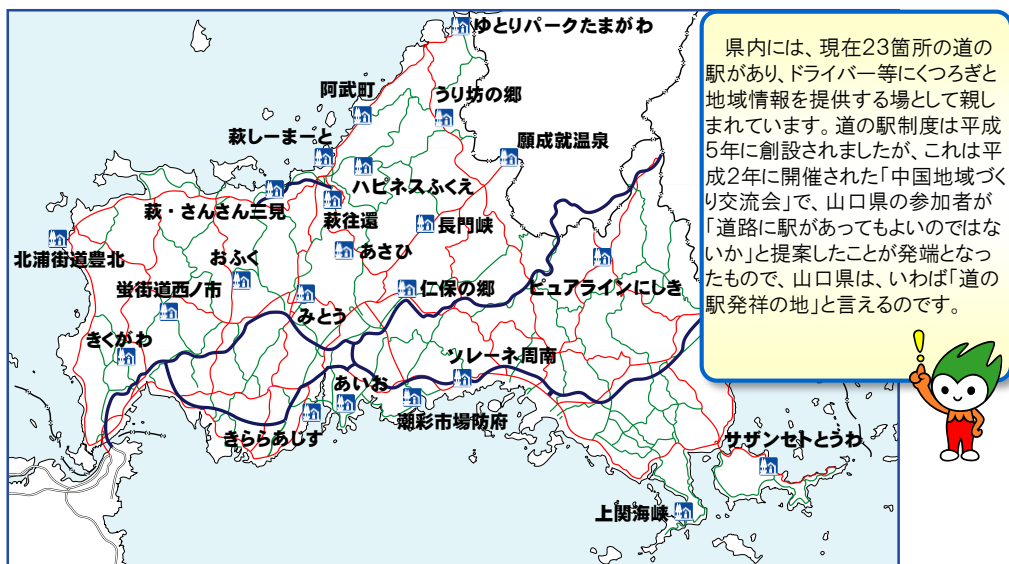 ゆとりパークたまがわ
阿武町
うり坊の郷
萩しーまーと
願成就温泉
ハピネスふくえ
萩・さんさん三見
萩往還
長門峡
北浦街道豊北
おふく
あさひ
蛍街道西ノ市
仁保の郷
ピュアラインにしき
みとう
きくがわ
ソレーネ周南
あいお
潮彩市場防府
きららあじす
サザンセトとうわ
上関海峡
県内には、現在23箇所の道の
駅があり、ドライバー等にくつろぎと
地域情報を提供する場として親し
まれています。道の駅制度は平成
5年に創設されましたが、これは平
成2年に開催された「中国地域づく
り交流会」で、山口県の参加者が
「道路に駅があってもよいのではな
いか」と提案したことが発端となっ
たもので、山口県は、いわば「道の
駅発祥の地」と言えるのです。